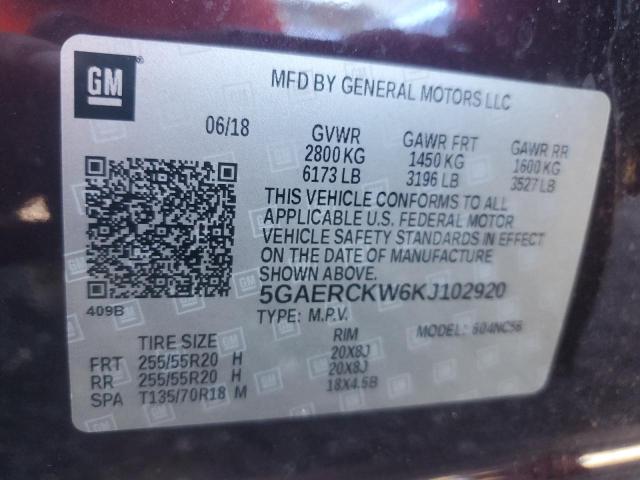 GM
MFD BY GENERAL MOTORS LLC
06/18 GVWR GAWR FRT GAWR RR
2800 KG 1450 KG 1600 KG
6173 LB 3196 LB 3527 LB
THIS VEHICLE CONFORMS TO ALL
APPLICABLE U.S. FEDERAL MOTOR
VEHICLE SAFETY STANDARDS IN EFFECT
ON THE DATE OF MANUFACTURE
SHOWN ABOVE.
409B 5GAERCKW6KJ102920
TYPE: M.P.V. MODEL: 604NC56
TIRE SIZE RIM
FRT 255/55R20 H 20X8J
RR 255/55R20 H 20X8J
SPA T135/70R18 M 18X4.5B